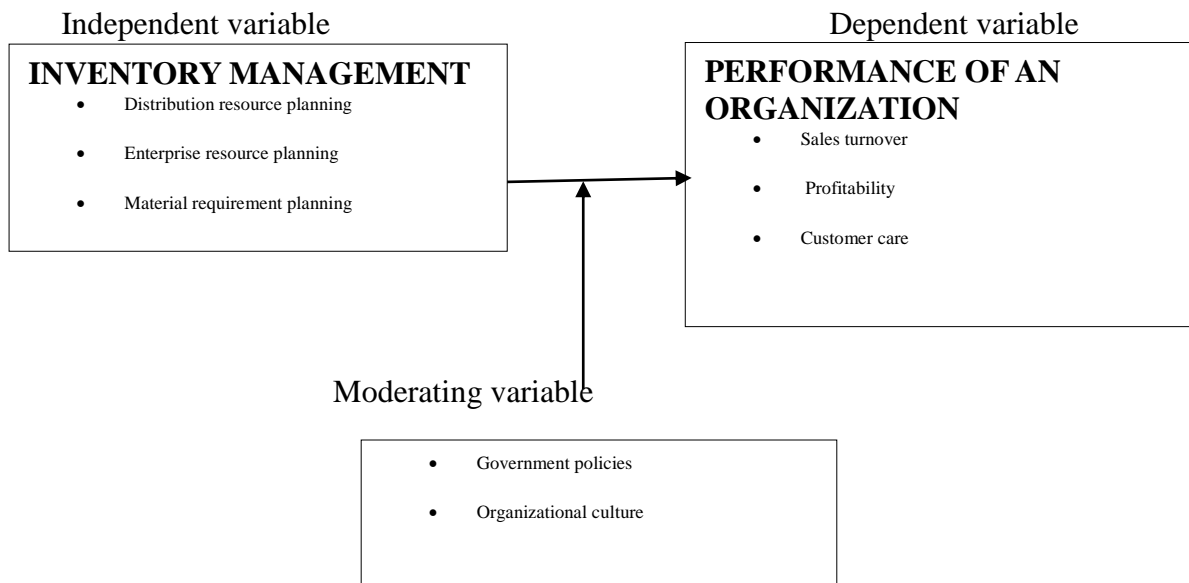 Independent variable
INVENTORY MANAGEMENT
• Distribution resource planning
• Enterprise resource planning
• Material requirement planning
Dependent variable
PERFORMANCE OF AN
ORGANIZATION
• Sales turnover
• Profitability
• Customer care
Moderating variable
• Government policies
• Organizational culture